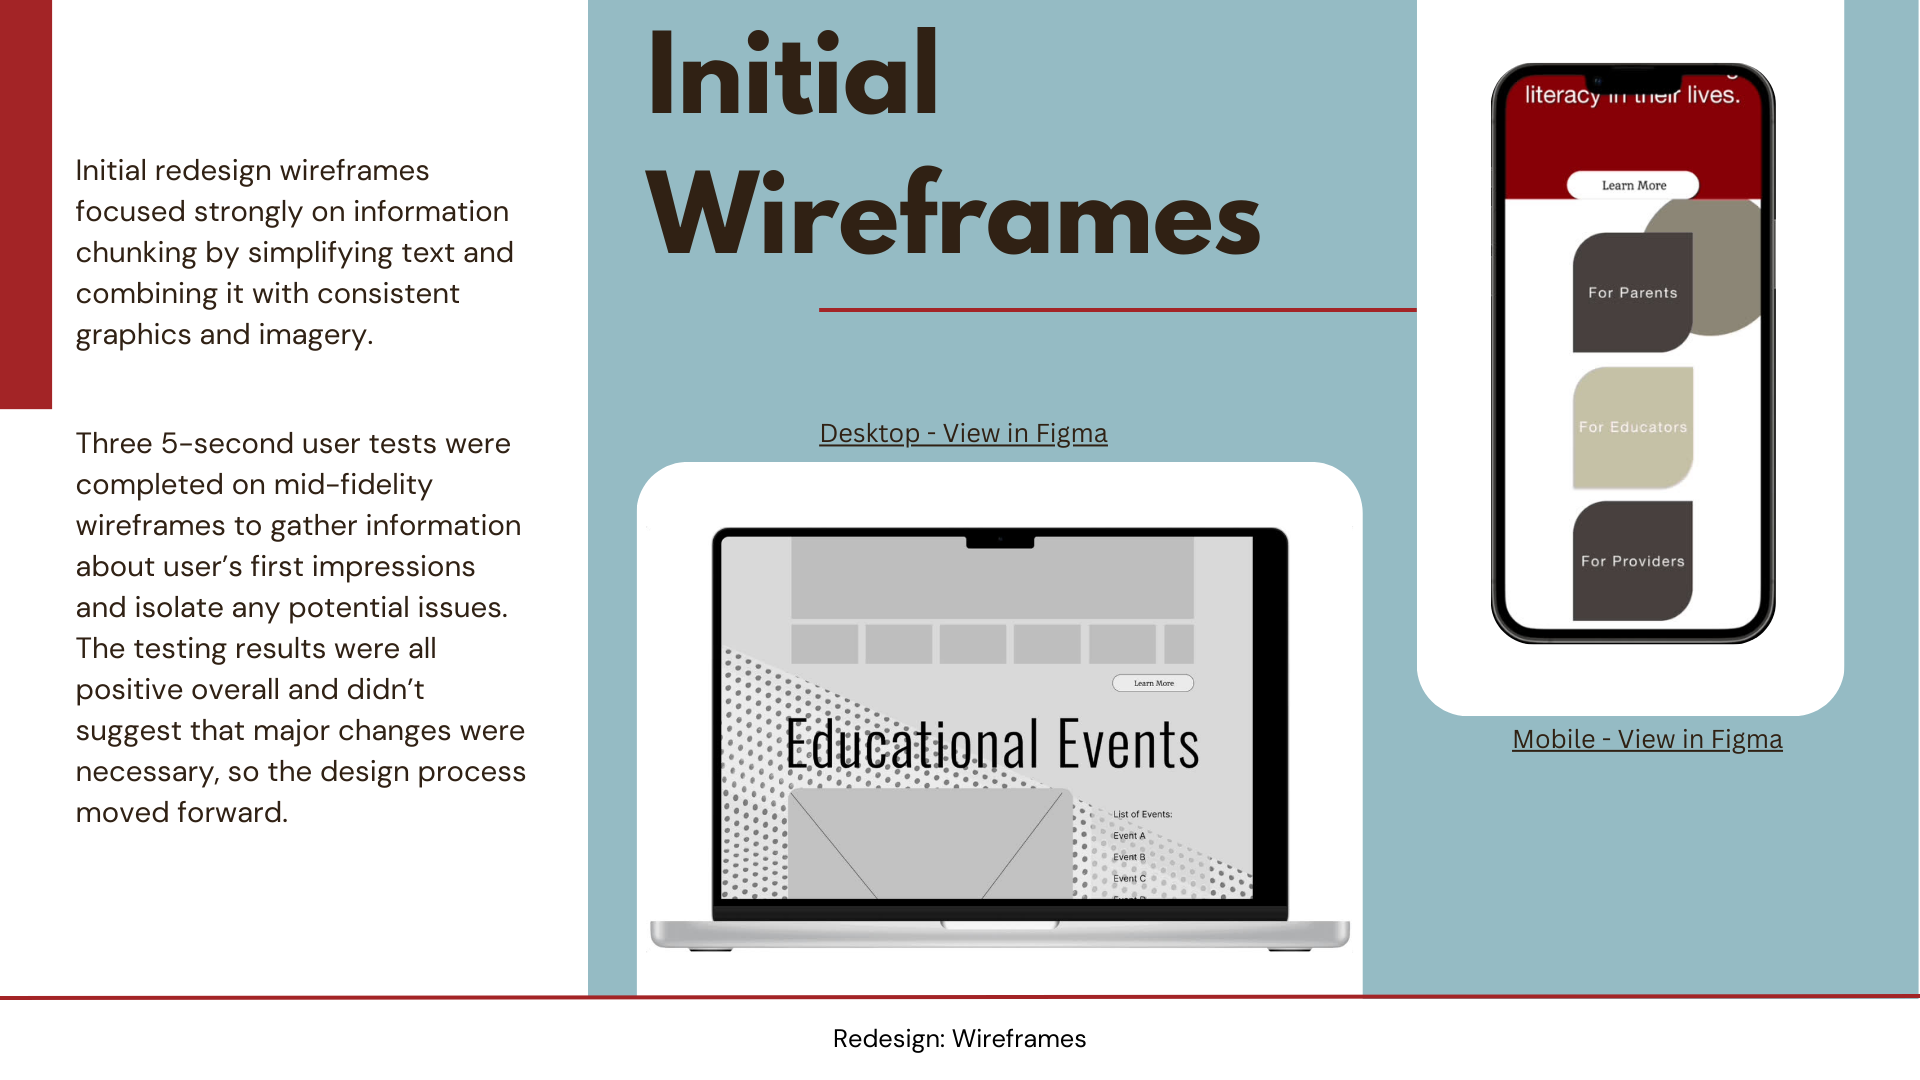 Initial
Wireframes
Initial redesign wireframes
focused strongly on information
chunking by simplifying text and
combining it with consistent
graphics and imagery.
Three 5-second user tests were
completed on mid-fidelity
wireframes to gather information
about user’s first impressions
and isolate any potential issues.
The testing results were all
positive overall and didn’t
suggest that major changes were
necessary, so the design process
moved forward.
Desktop - View in Figma
Learn More
Educational Events
List of Events:
Event A
Event B
Event C
literacy in their lives.
Learn More
For Parents
For Educators
For Providers
Mobile - View in Figma
Redesign: Wireframes